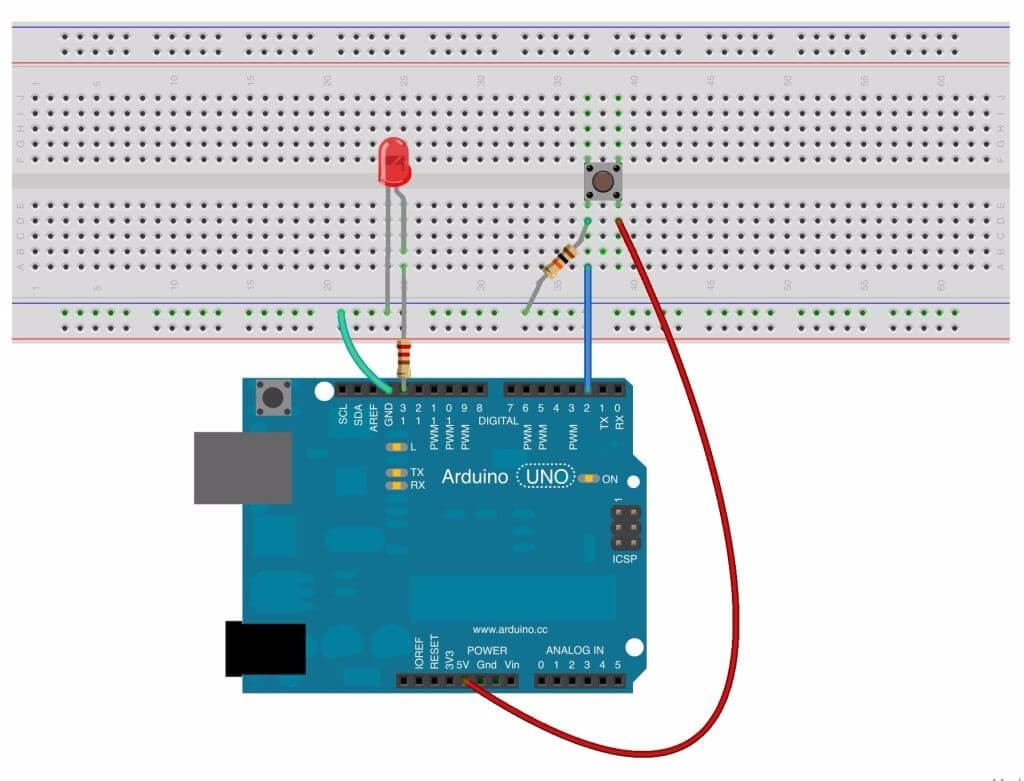 1 5 10 15 20 25 30 35 40 45 50 55 60
J J
I I
H H
G G
F F
E E
D D
C C
B B
A A
1 5 10 15 20 25 30 35 40 45 50 55 60
SCL SDA AREF GND 13 12 PWM 11 PWM 10 PWM 9 8 7 PWM 6 PWM 5 4 PWM 3 2 TX 1 RX 0
DIGITAL
L
TX
RX
Arduino UNO ON
1
ICSP
www.arduino.cc
POWER ANALOG IN
IOREF RESET 3V3 5V Gnd Vin 0 1 2 3 4 5